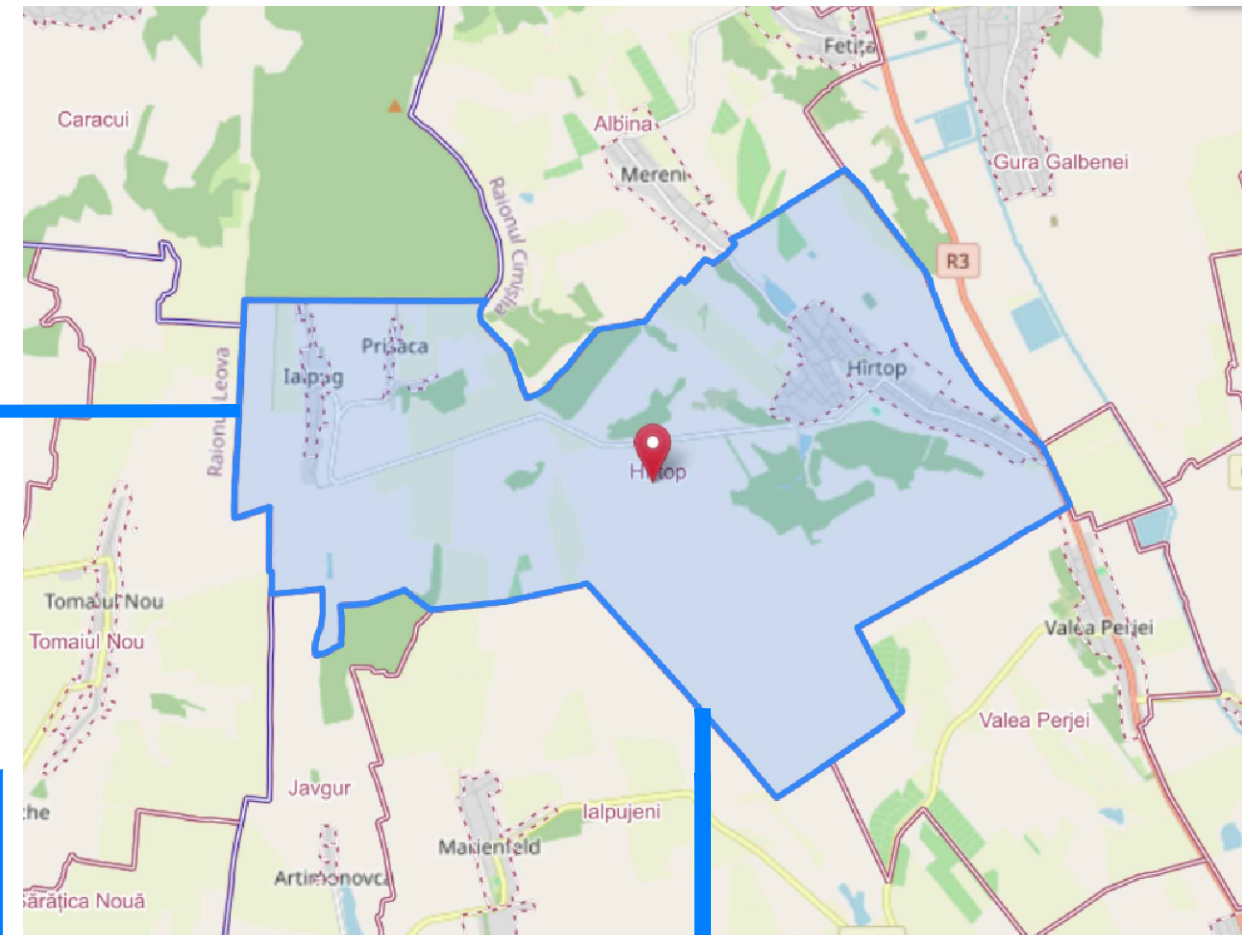 Fetița
Caracui
Albina
Gura Galbenei
Mereni
Raionul Cimișlia
R3
Prisaca
Ialpug
Hîrtop
Raionul Leova
Hîrtop
Tomaiul Nou
Valea Perjei
Tomaiul Nou
Valea Perjei
Javgur
Ialpujeni
Marienfeld
Artimonovca
Sărățica Nouă